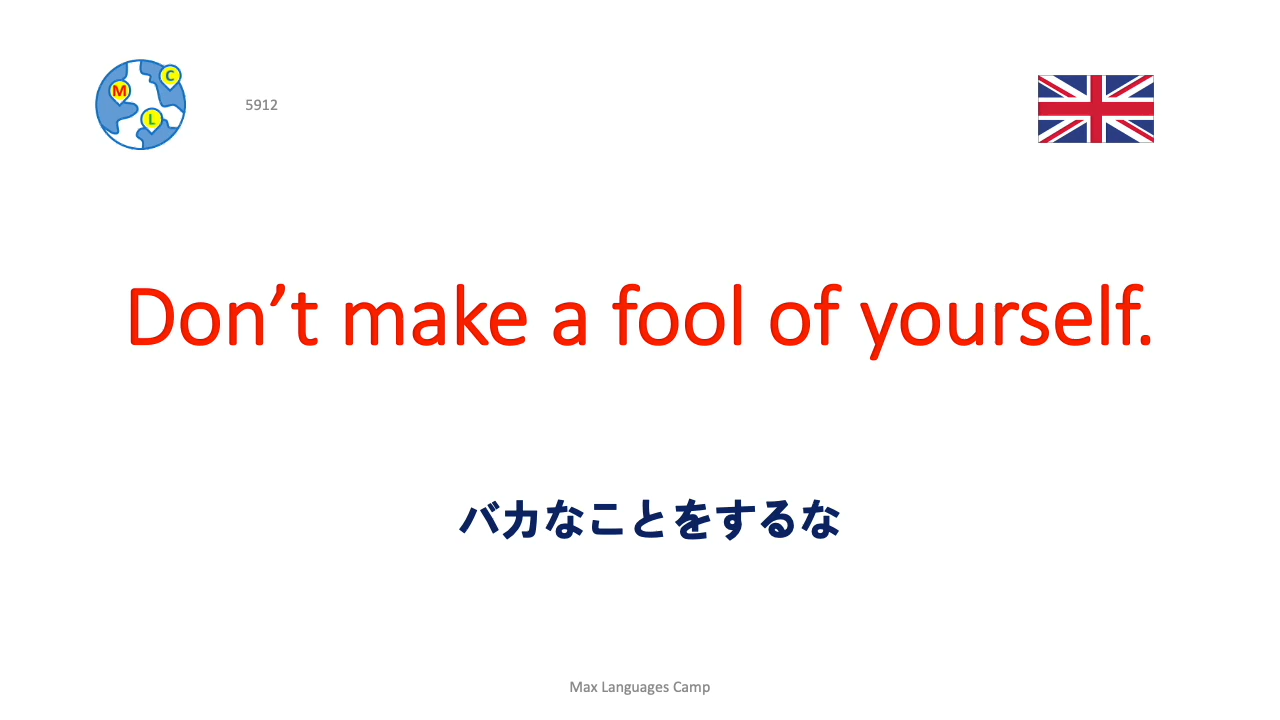 C
M
L
5912
Don’t make a fool of yourself.
バカなことをするな
Max Languages Camp